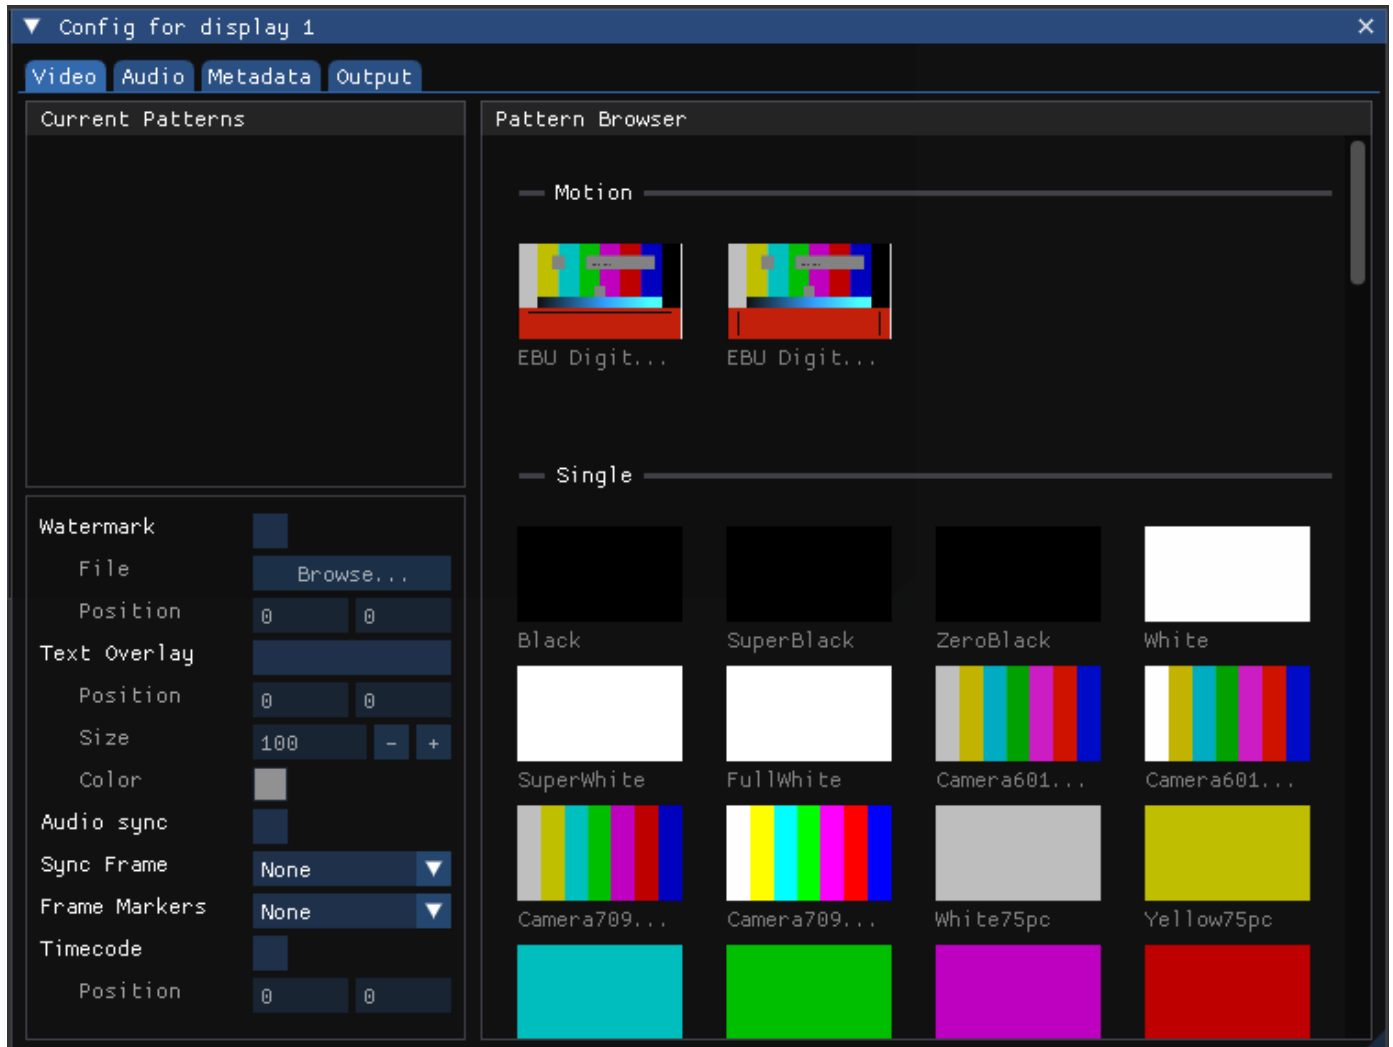 Config for display 1
Video Audio Metadata Output
Current Patterns
Watermark
File Browse...
Position 0 0
Text Overlay
Position 0 0
Size 100 - +
Color
Audio sync
Sync Frame None
Frame Markers None
Timecode
Position 0 0
Pattern Browser
Motion
EBU Digit... EBU Digit...
Single
Black SuperBlack ZeroBlack White
SuperWhite FullWhite Camera601... Camera601...
Camera709... Camera709... White75pc Yellow75pc